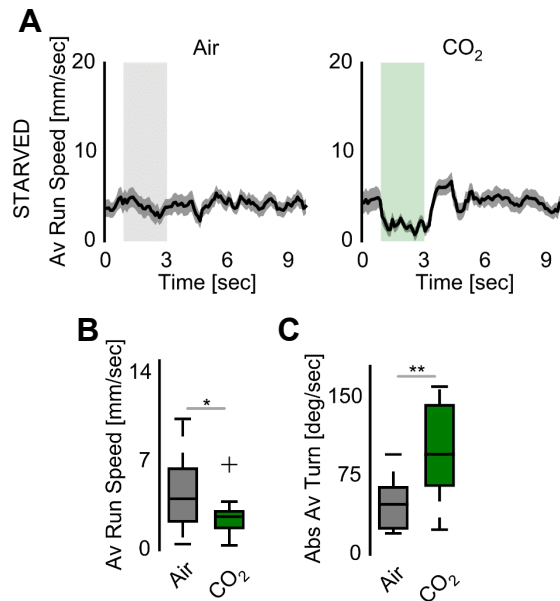 A
Air
CO₂
STARVED
Av Run Speed [mm/sec]
20
10
0
0 3 6 9
Time [sec]
20
10
0
0 3 6 9
Time [sec]
B
Av Run Speed [mm/sec]
14
7
0
*
+
Air
CO₂
C
Abs Av Turn [deg/sec]
150
75
0
**
Air
CO₂